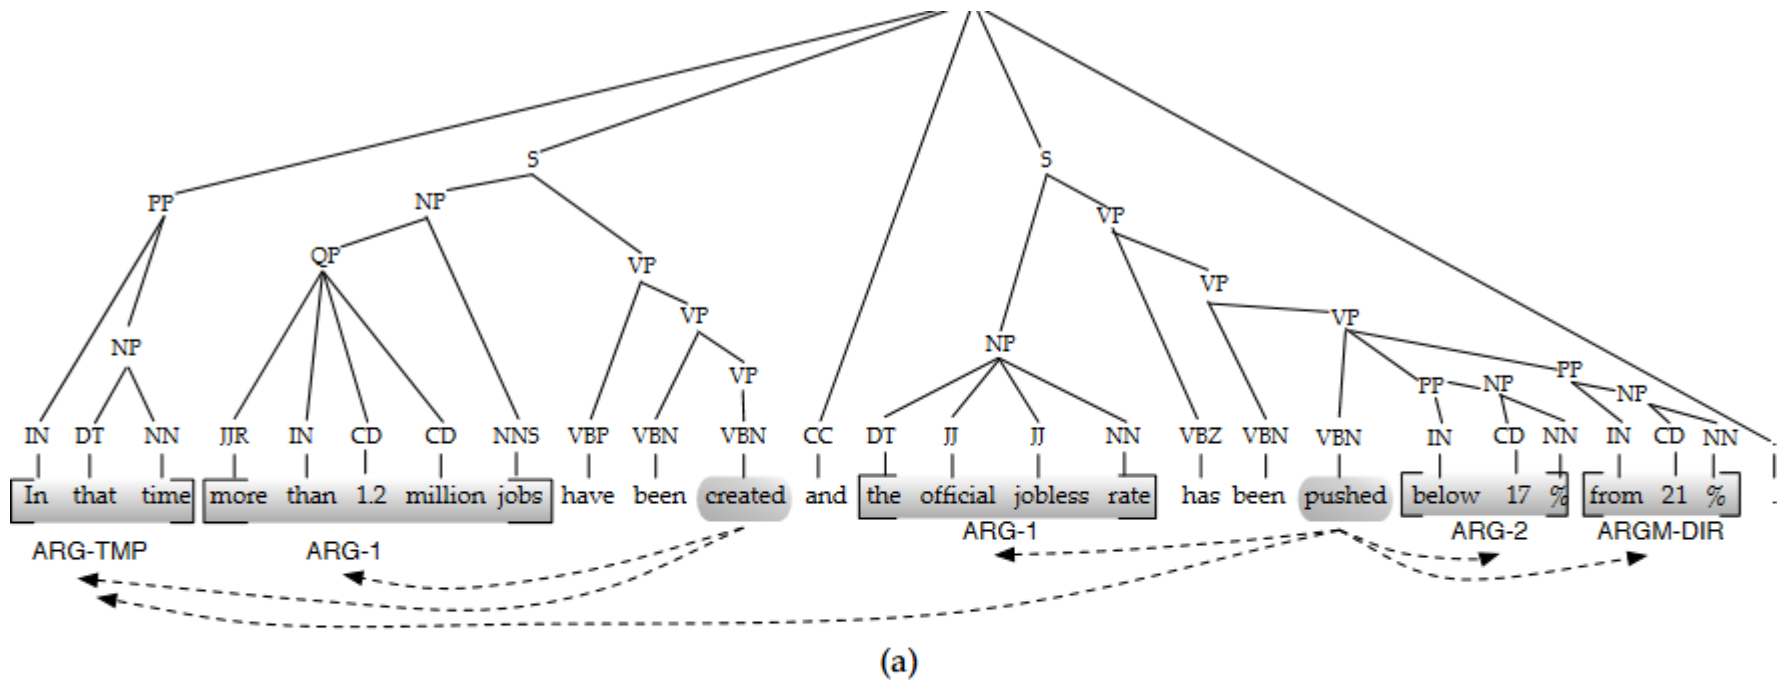 S S
PP NP VP
QP VP
VP VP
NP NP VP
VP PP
PP NP NP
IN DT NN JJR IN CD CD NNS VBP VBN VBN CC DT JJ JJ NN VBZ VBN VBN IN CD NN IN CD NN .
In that time more than 1.2 million jobs have been created and the official jobless rate has been pushed below 17 % from 21 % .
ARG-TMP ARG-1 ARG-1 ARG-2 ARGM-DIR
(a)